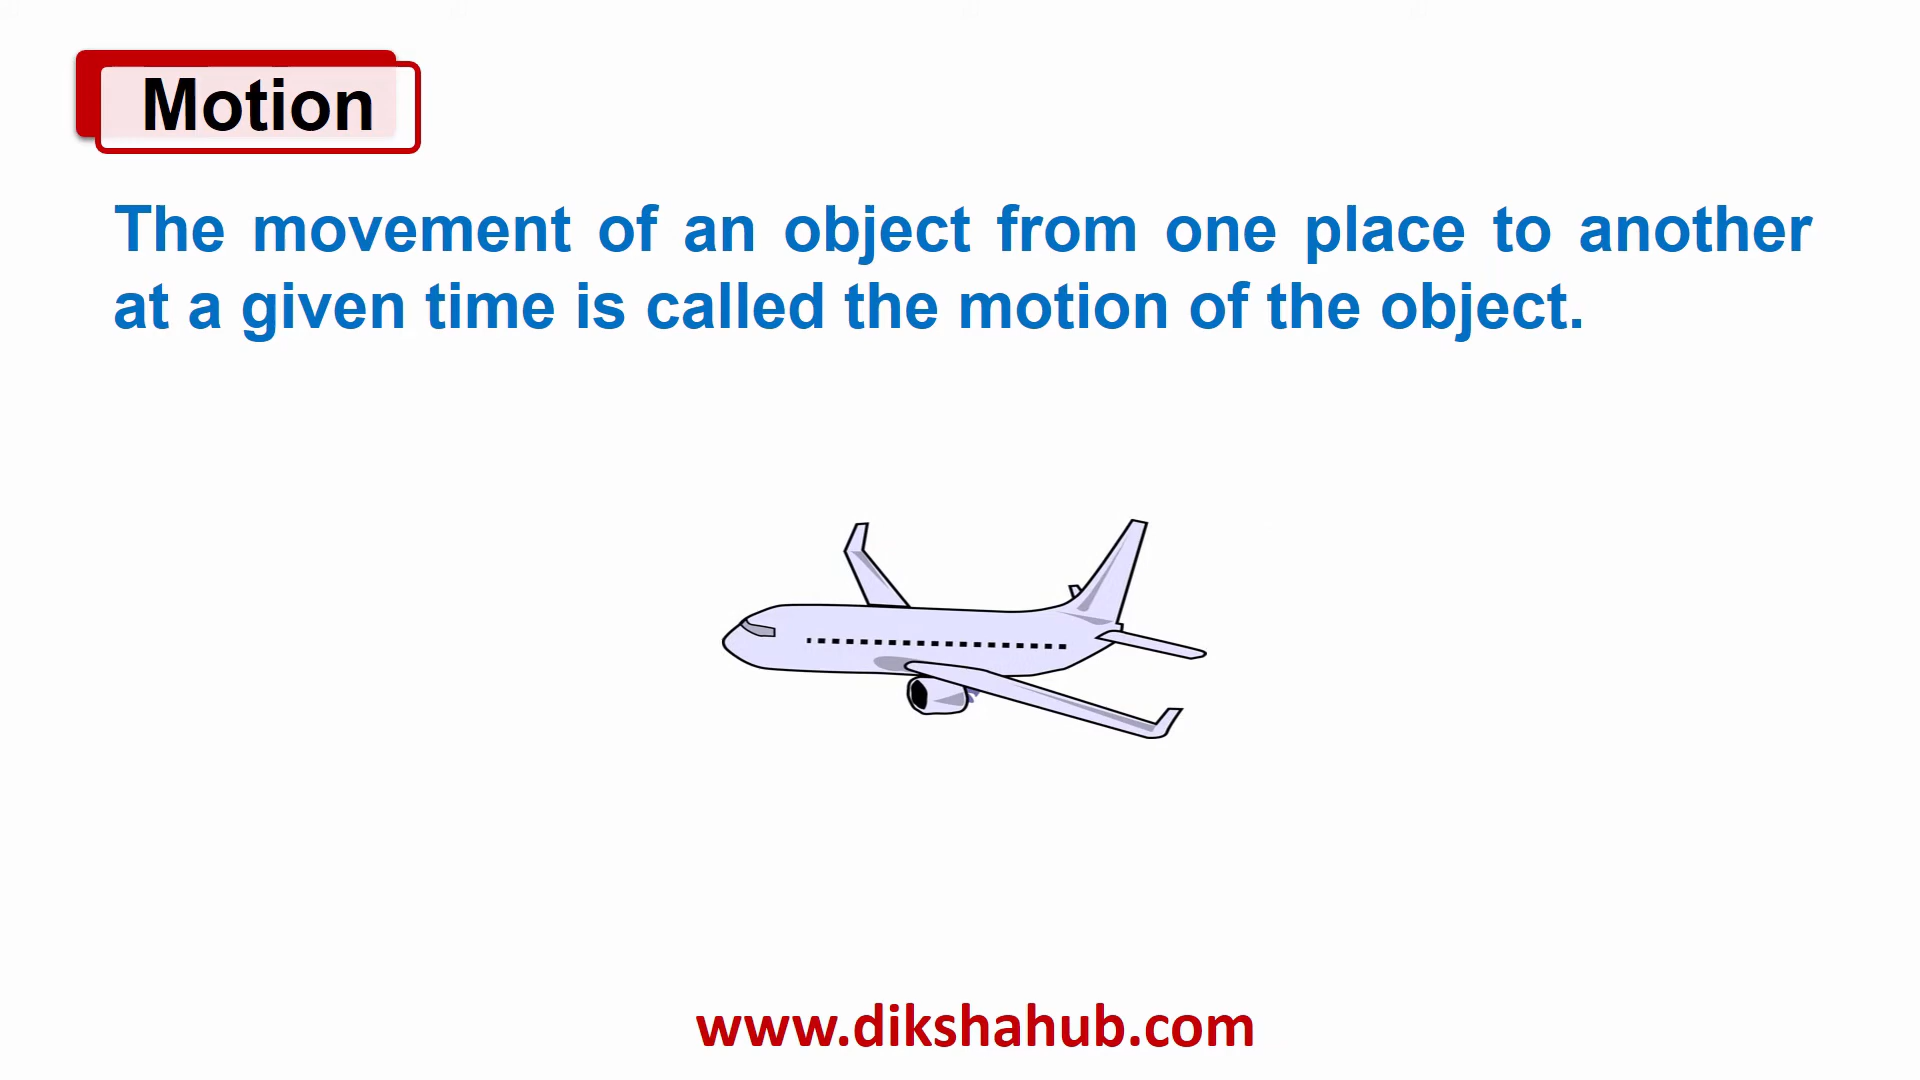 Motion
The movement of an object from one place to another
at a given time is called the motion of the object.
www.dikshahub.com